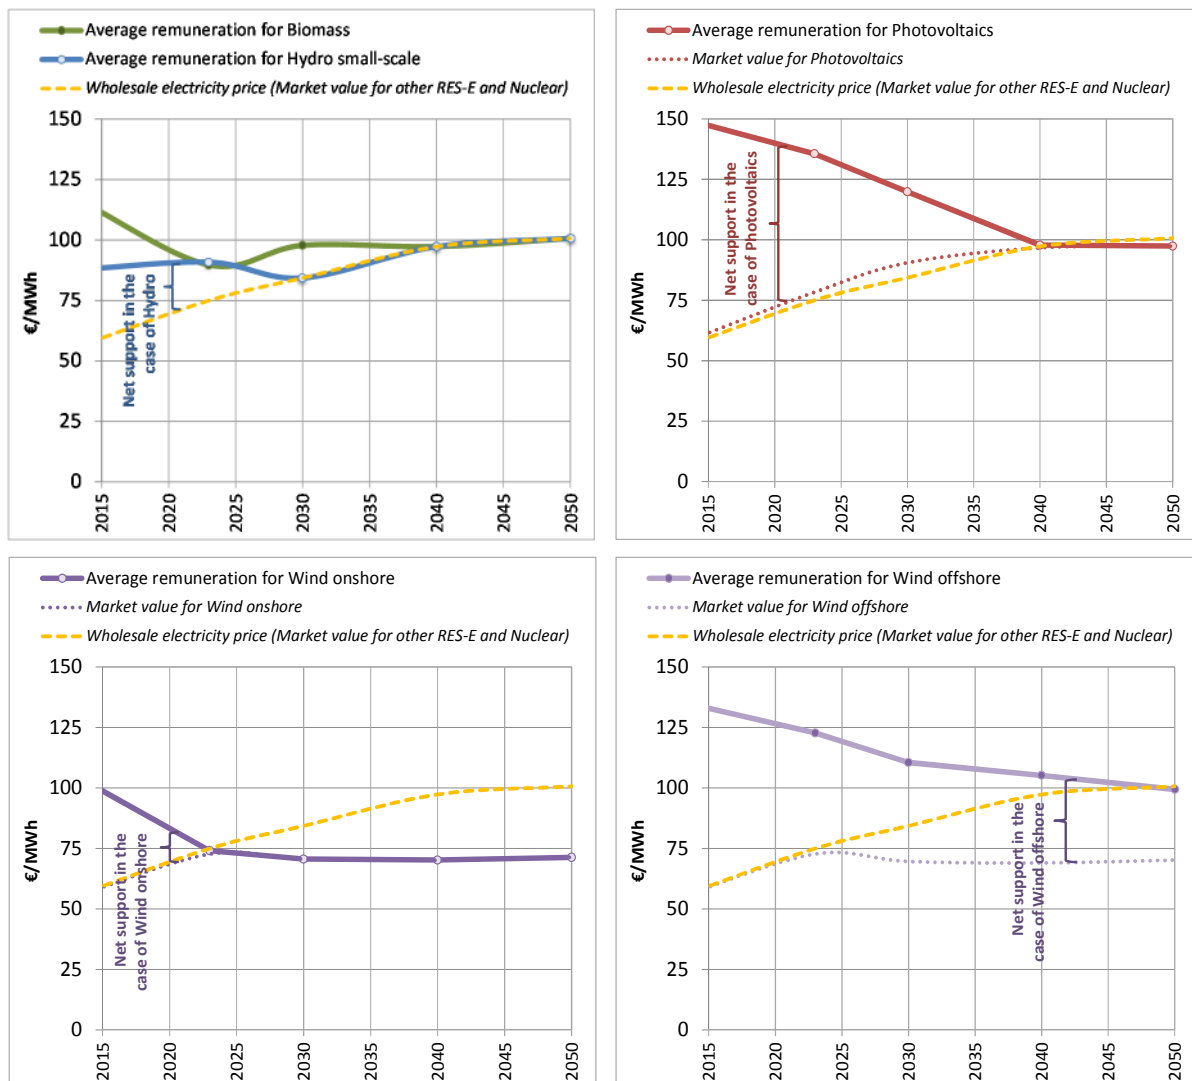 Average remuneration for Biomass
Average remuneration for Hydro small-scale
Wholesale electricity price (Market value for other RES-E and Nuclear)
150
125
100
75
50
25
0
€/MWh
Net support in the
case of Hydro
2015
2020
2025
2030
2035
2040
2045
2050
Average remuneration for Photovoltaics
Market value for Photovoltaics
Wholesale electricity price (Market value for other RES-E and Nuclear)
150
125
100
75
50
25
0
€/MWh
Net support in the
case of Photovoltaics
2015
2020
2025
2030
2035
2040
2045
2050
Average remuneration for Wind onshore
Market value for Wind onshore
Wholesale electricity price (Market value for other RES-E and Nuclear)
150
125
100
75
50
25
0
€/MWh
Net support in the
case of Wind onshore
2015
2020
2025
2030
2035
2040
2045
2050
Average remuneration for Wind offshore
Market value for Wind offshore
Wholesale electricity price (Market value for other RES-E and Nuclear)
150
125
100
75
50
25
0
€/MWh
Net support in the
case of Wind offshore
2015
2020
2025
2030
2035
2040
2045
2050